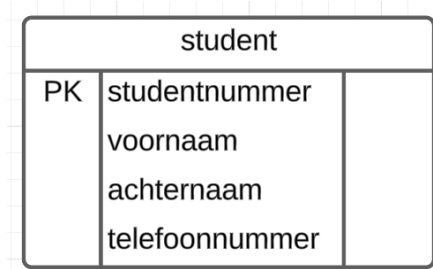 student
PK studentnummer
voornaam
achternaam
telefoonnummer